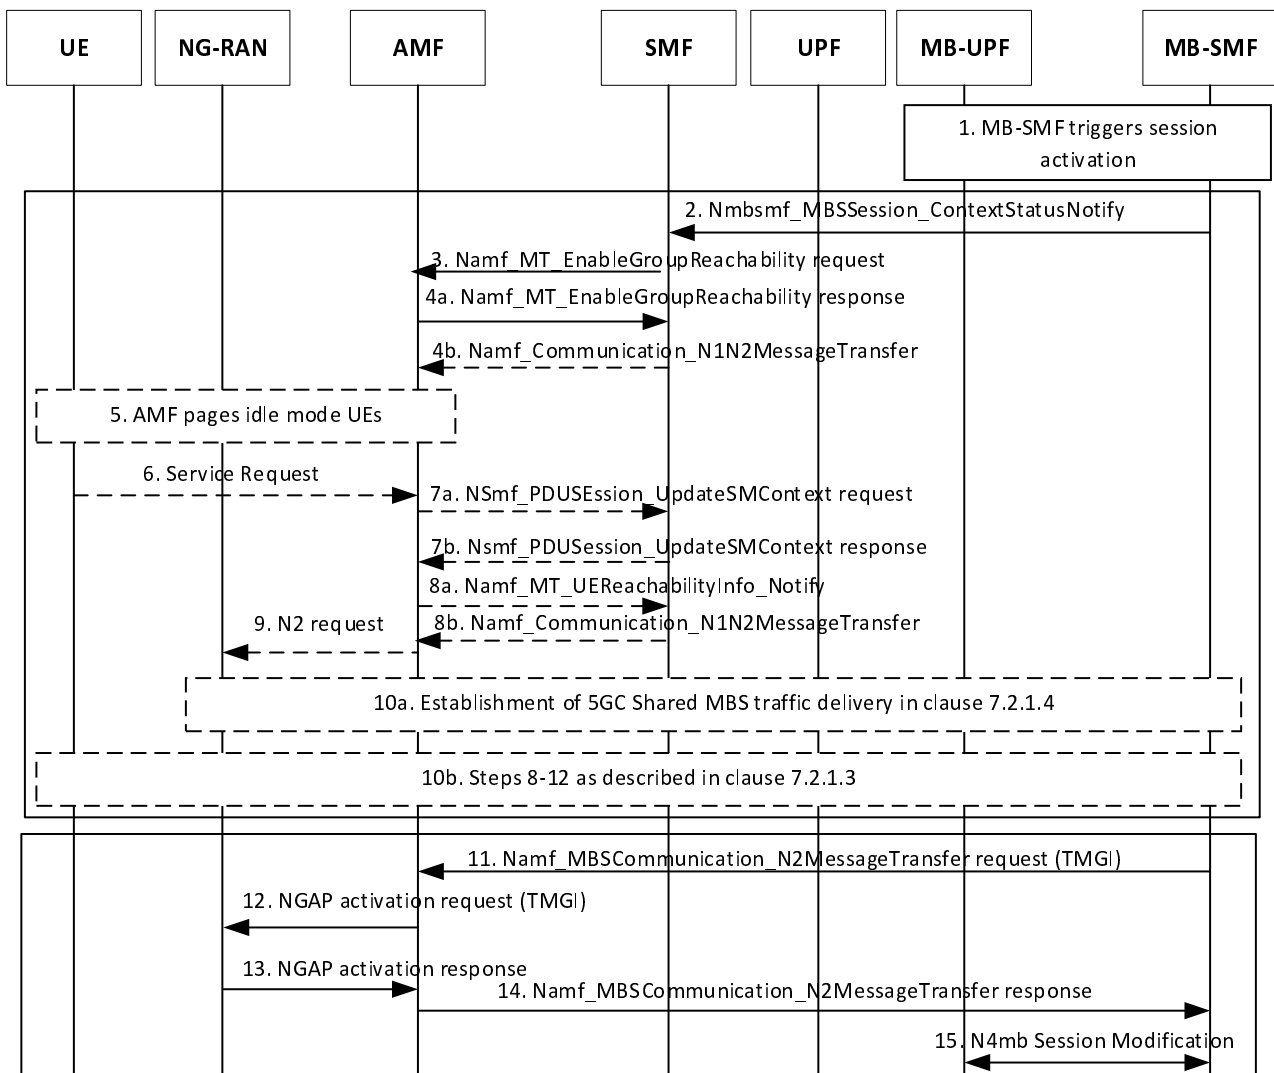 UE
NG-RAN
AMF
SMF
UPF
MB-UPF
MB-SMF
1. MB-SMF triggers session
activation
2. Nmbsmf_MBSSession_ContextStatusNotify
3. Namf_MT_EnableGroupReachability request
4a. Namf_MT_EnableGroupReachability response
4b. Namf_Communication_N1N2MessageTransfer
5. AMF pages idle mode UEs
6. Service Request
7a. NSmf_PDUSEssion_UpdateSMContext request
7b. Nsmf_PDUSession_UpdateSMContext response
8a. Namf_MT_UEReachabilityInfo_Notify
8b. Namf_Communication_N1N2MessageTransfer
9. N2 request
10a. Establishment of 5GC Shared MBS traffic delivery in clause 7.2.1.4
10b. Steps 8-12 as described in clause 7.2.1.3
11. Namf_MBSCommunication_N2MessageTransfer request (TMGI)
12. NGAP activation request (TMGI)
13. NGAP activation response
14. Namf_MBSCommunication_N2MessageTransfer response
15. N4mb Session Modification